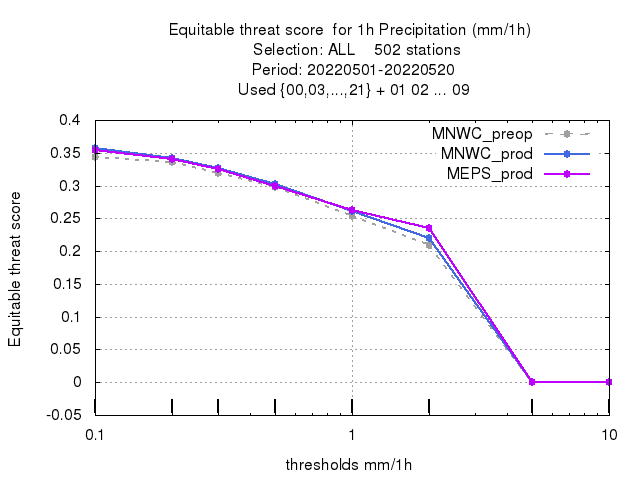 Equitable threat score  for 1h Precipitation (mm/1h)
Selection: ALL    502 stations
Period: 20220501-20220520
Used {00,03,...,21} + 01 02 ... 09
MNWC_preop
MNWC_prod
MEPS_prod
Equitable threat score
0.4
0.35
0.3
0.25
0.2
0.15
0.1
0.05
0
-0.05
0.1
1
10
thresholds mm/1h